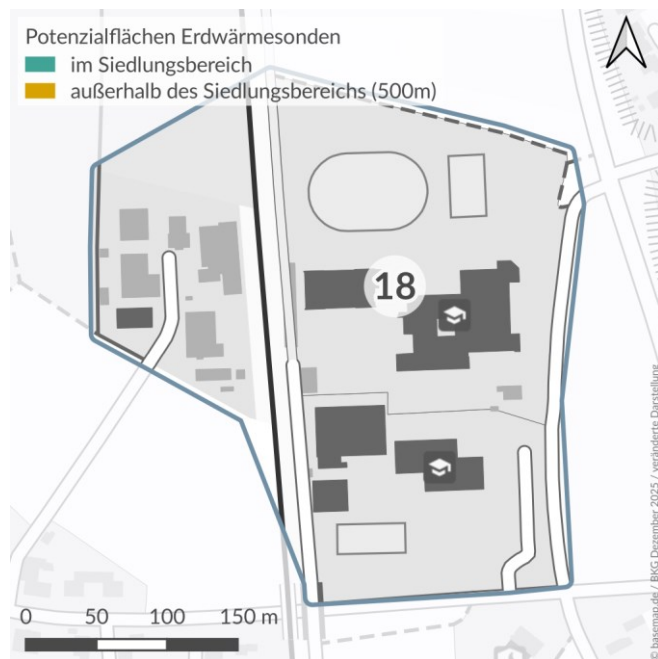 Potenzialflächen Erdwärmesonden
im Siedlungsbereich
außerhalb des Siedlungsbereichs (500m)
18
0 50 100 150 m
© basemap.de / BKG Dezember 2025 / veränderte Darstellung